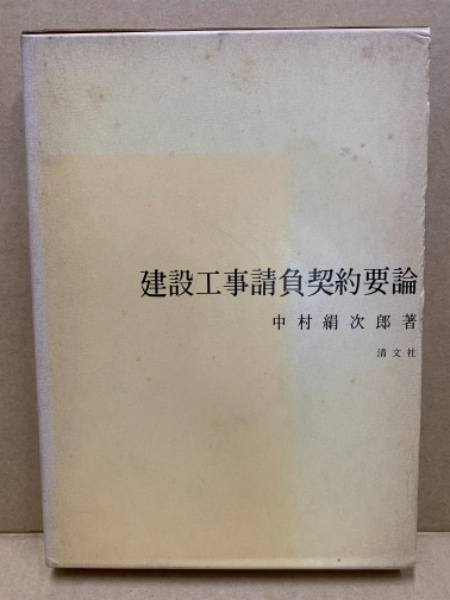 建設工事請負契約要論
中村絹次郎著
清文社